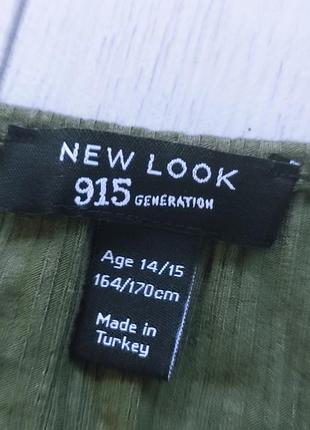 NEW LOOK
915 GENERATION
Age 14/15
164/170cm
Made in
Turkey